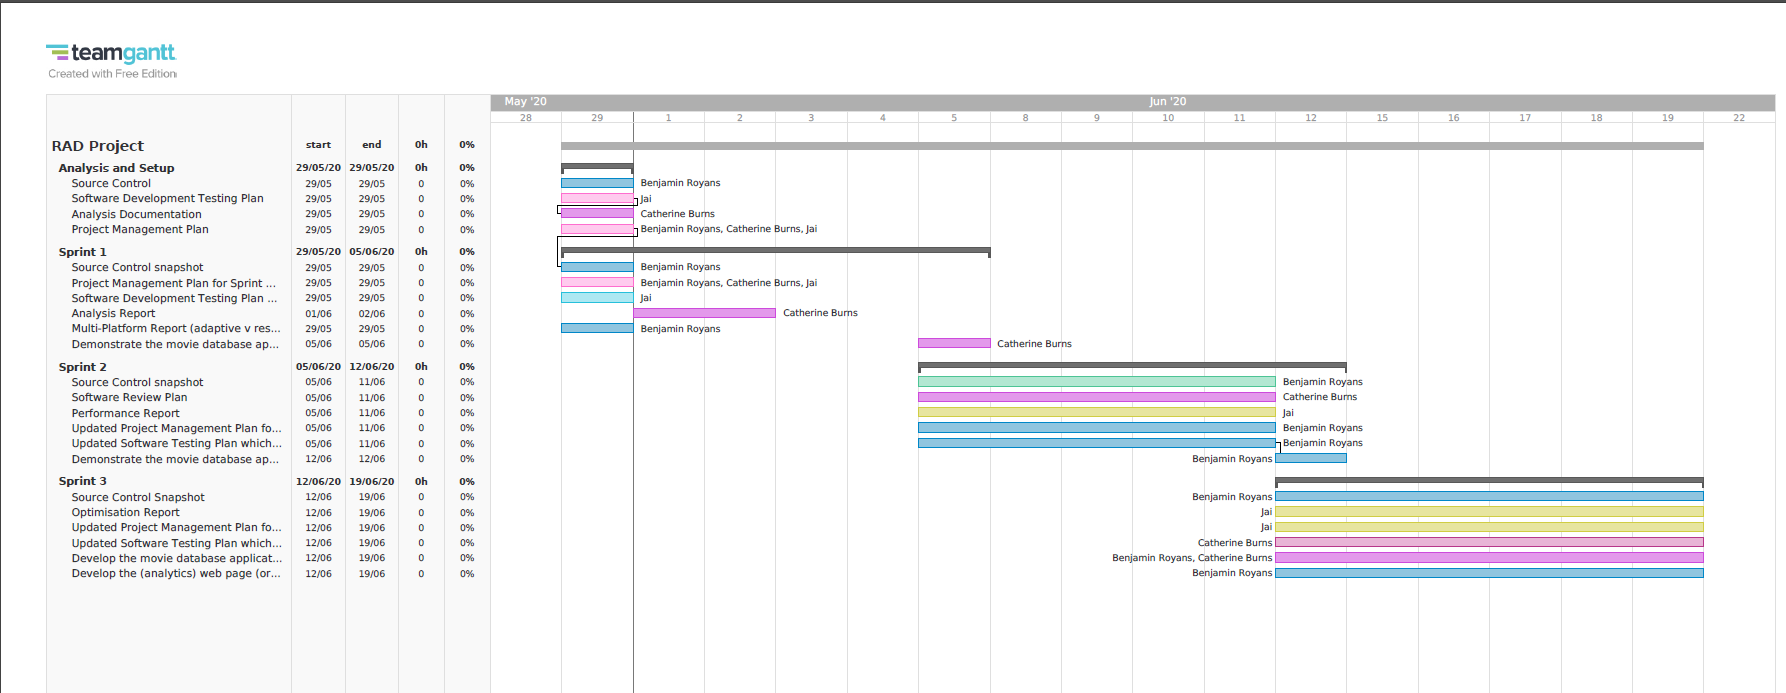 teamgantt
Created with Free Edition
May '20 Jun '20
28 29 1 2 3 4 5 8 9 10 11 12 15 16 17 18 19 22
RAD Project start end 0h 0%
Analysis and Setup 29/05/20 29/05/20 0h 0%
Source Control 29/05 29/05 0 0% Benjamin Royans
Software Development Testing Plan 29/05 29/05 0 0% Jai
Analysis Documentation 29/05 29/05 0 0% Catherine Burns
Project Management Plan 29/05 29/05 0 0% Benjamin Royans, Catherine Burns, Jai
Sprint 1 29/05/20 05/06/20 0h 0%
Source Control snapshot 29/05 29/05 0 0% Benjamin Royans
Project Management Plan for Sprint ... 29/05 29/05 0 0% Benjamin Royans, Catherine Burns, Jai
Software Development Testing Plan ... 29/05 29/05 0 0% Jai
Analysis Report 01/06 02/06 0 0% Catherine Burns
Multi-Platform Report (adaptive v res... 29/05 29/05 0 0% Benjamin Royans
Demonstrate the movie database ap... 05/06 05/06 0 0% Catherine Burns
Sprint 2 05/06/20 12/06/20 0h 0%
Source Control snapshot 05/06 11/06 0 0% Benjamin Royans
Software Review Plan 05/06 11/06 0 0% Catherine Burns
Performance Report 05/06 11/06 0 0% Jai
Updated Project Management Plan fo... 05/06 11/06 0 0% Benjamin Royans
Updated Software Testing Plan which... 05/06 11/06 0 0% Benjamin Royans
Demonstrate the movie database ap... 12/06 12/06 0 0% Benjamin Royans
Sprint 3 12/06/20 19/06/20 0h 0%
Source Control Snapshot 12/06 19/06 0 0% Benjamin Royans
Optimisation Report 12/06 19/06 0 0% Jai
Updated Project Management Plan fo... 12/06 19/06 0 0% Jai
Updated Software Testing Plan which... 12/06 19/06 0 0% Catherine Burns
Develop the movie database applicat... 12/06 19/06 0 0% Benjamin Royans, Catherine Burns
Develop the (analytics) web page (or... 12/06 19/06 0 0% Benjamin Royans